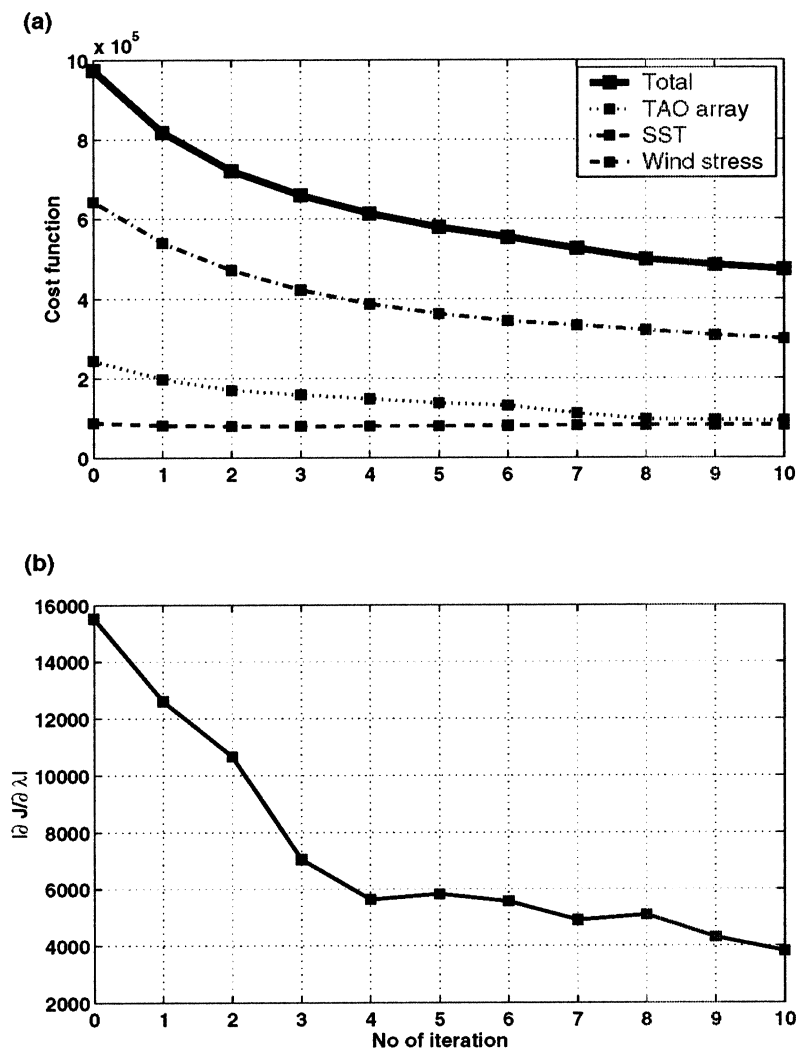 (a)
x 10⁵
10
8
6
4
2
0
Cost function
Total
TAO array
SST
Wind stress
0 1 2 3 4 5 6 7 8 9 10
(b)
16000
14000
12000
10000
8000
6000
4000
2000
|∂ J/∂ λ|
0 1 2 3 4 5 6 7 8 9 10
No of iteration